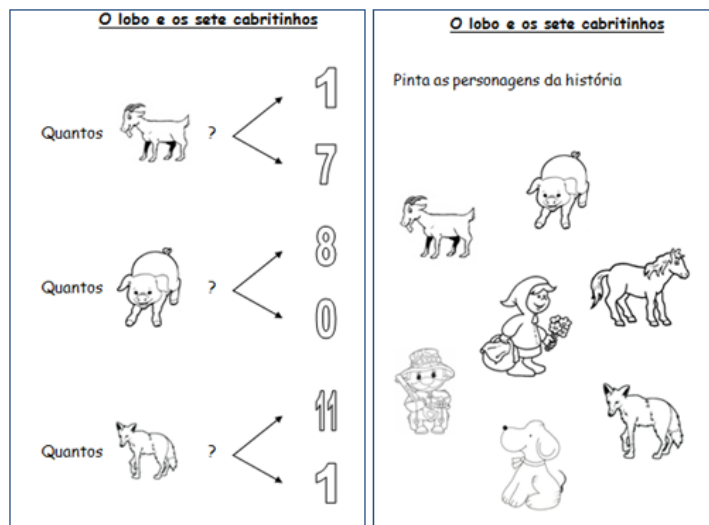 O lobo e os sete cabritinhos
Quantos ? 1
7
Quantos ? 8
0
Quantos ? 11
1
O lobo e os sete cabritinhos
Pinta as personagens da história